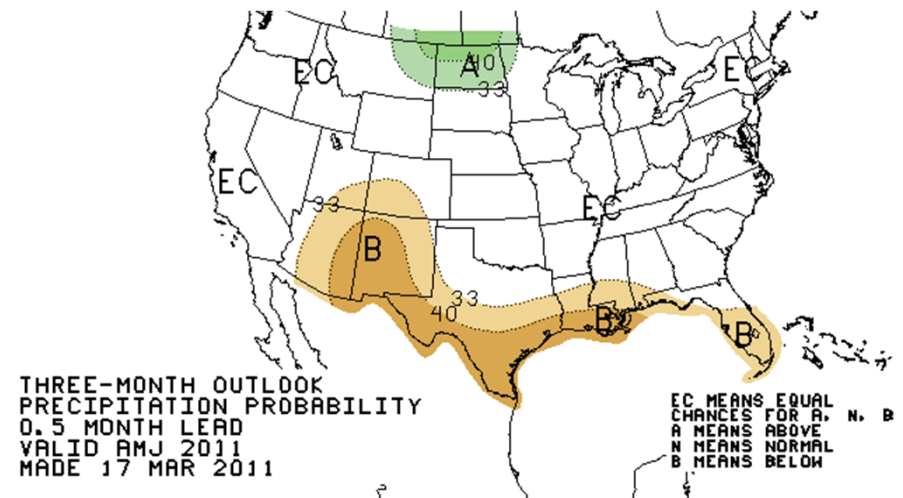 40
A
EC
EC
33
EC
33
EC
B
33
40
B
B
THREE-MONTH OUTLOOK
PRECIPITATION PROBABILITY
0.5 MONTH LEAD
VALID AMJ 2011
MADE 17 MAR 2011
EC MEANS EQUAL
CHANCES FOR A, N, B
A MEANS ABOVE
N MEANS NORMAL
B MEANS BELOW